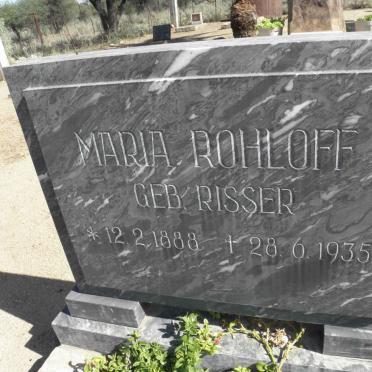 MARIA ROHLOFF
GEB. RISSER
* 12.2.1888 † 28.6.1935